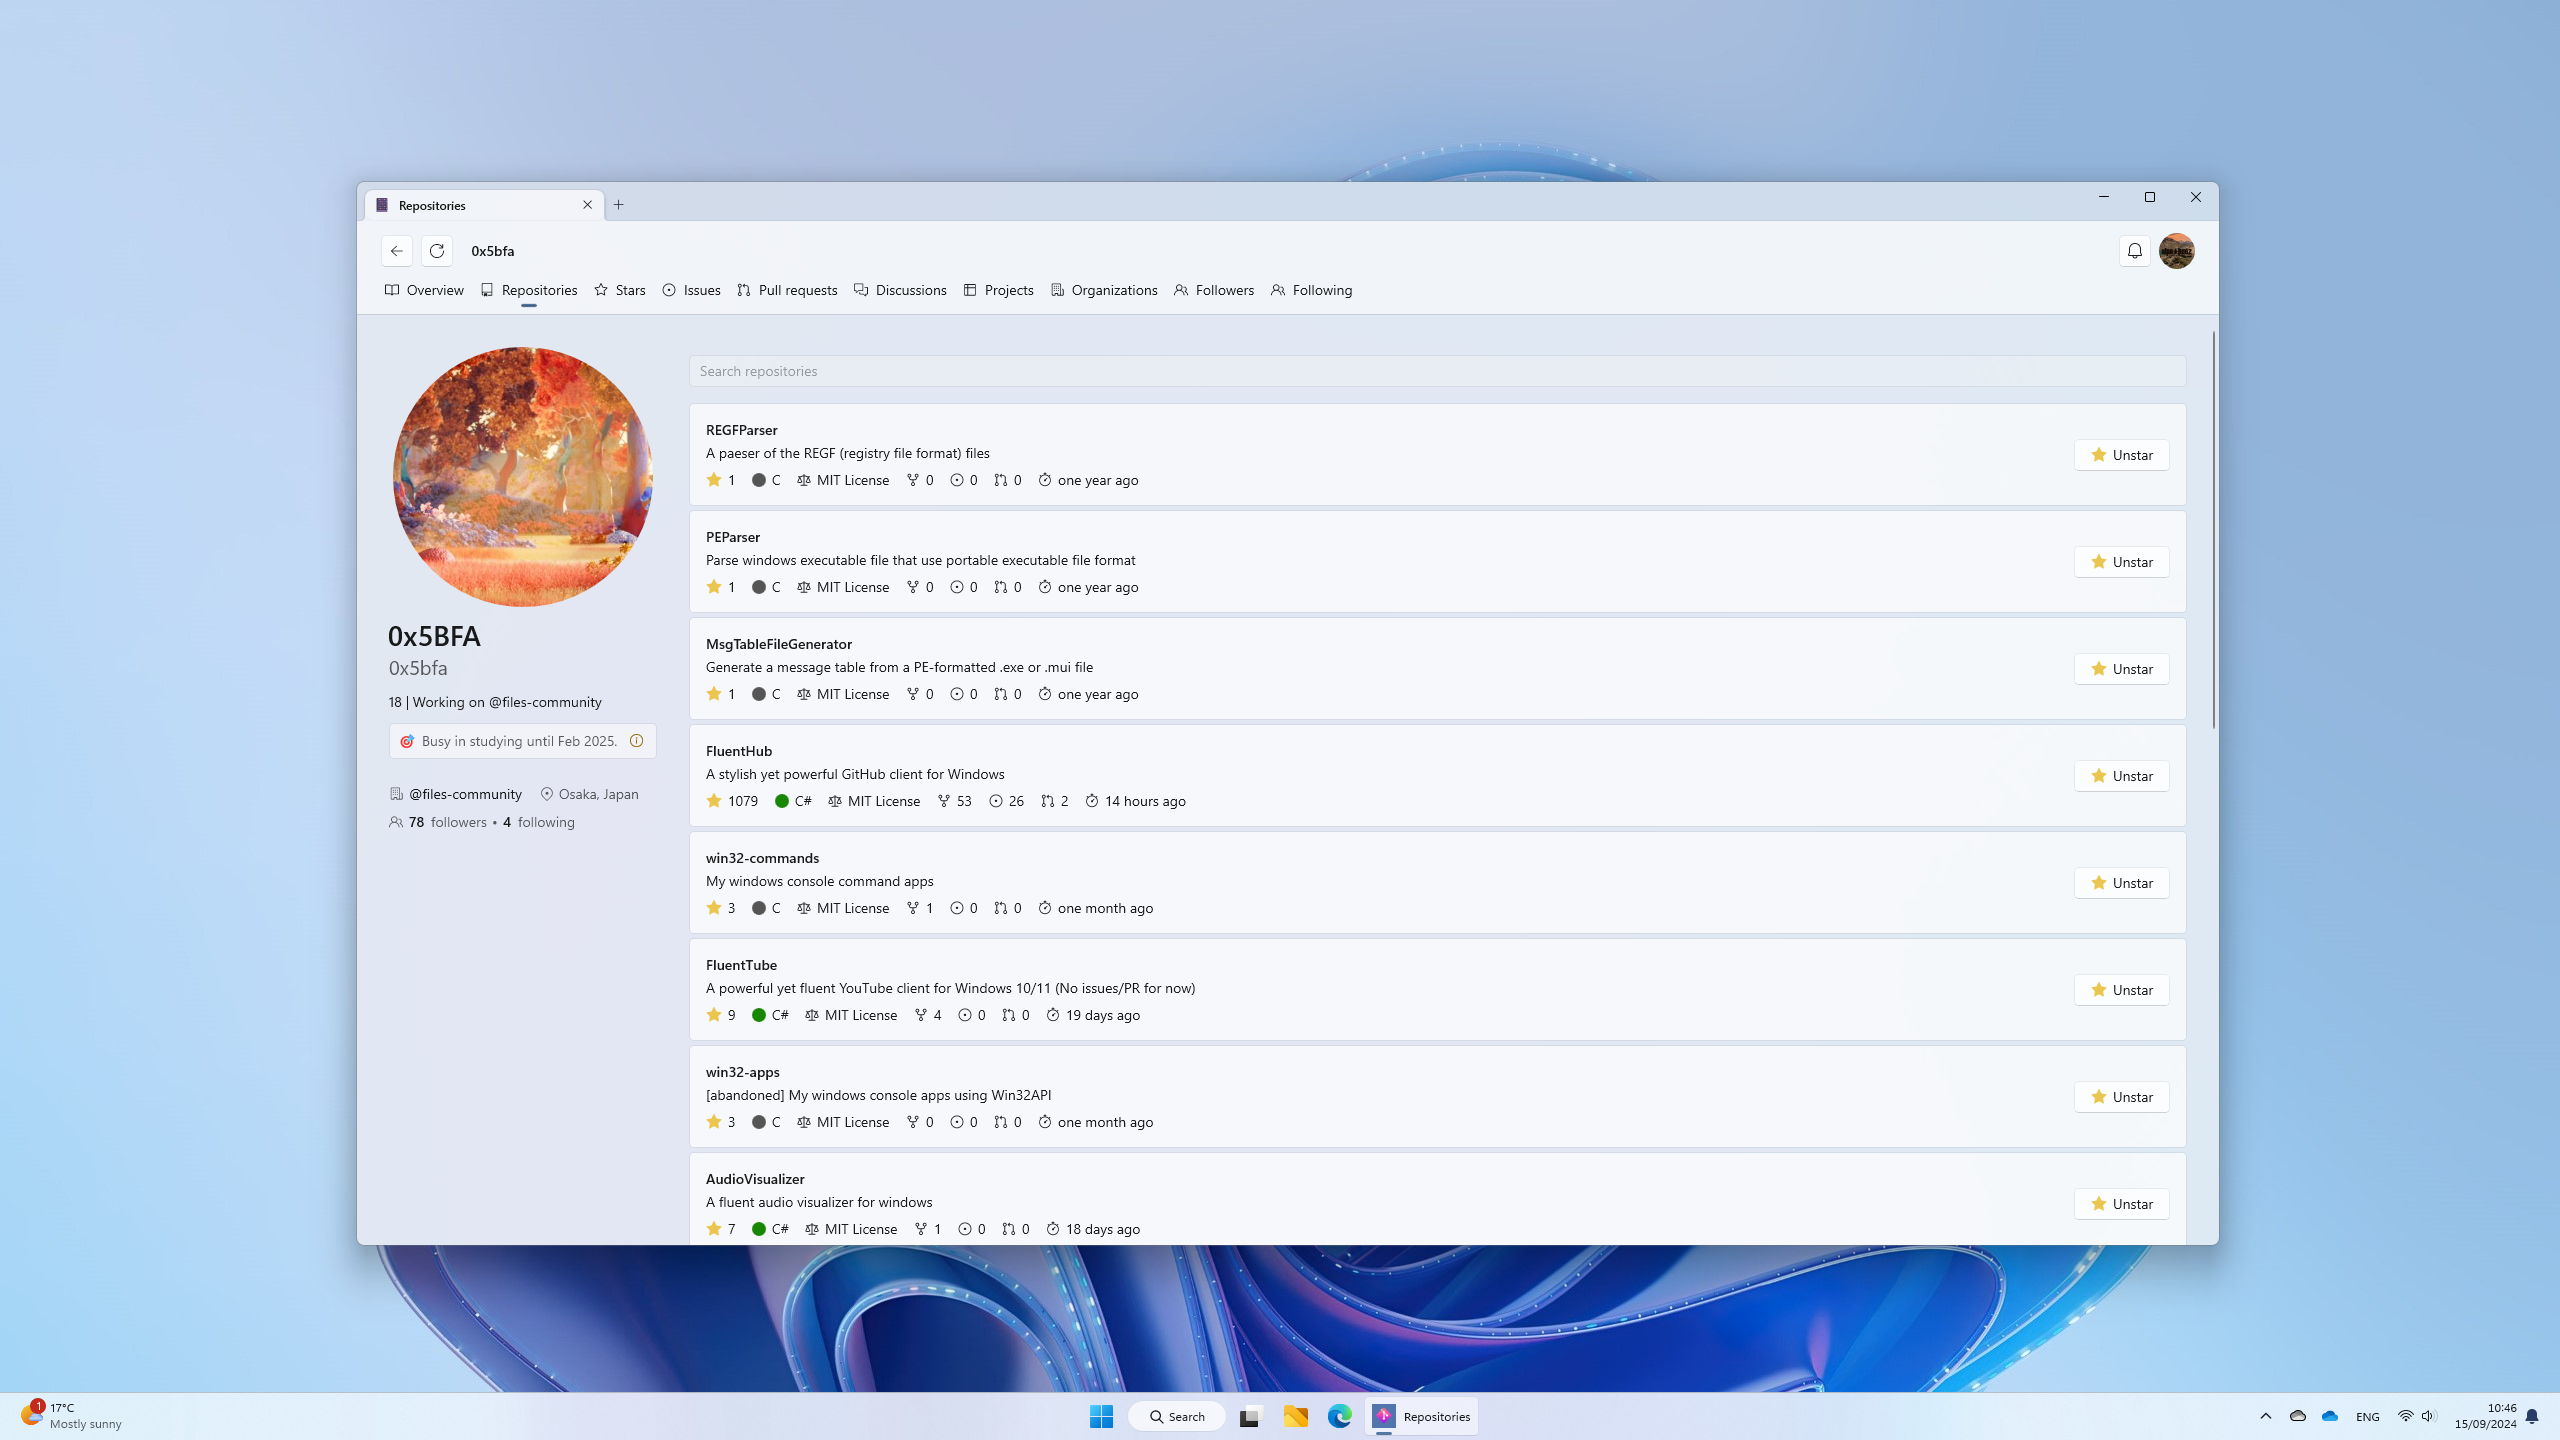 Repositories
0x5bfa
Overview Repositories Stars Issues Pull requests Discussions Projects Organizations Followers Following
0x5BFA
0x5bfa
18 | Working on @files-community
Busy in studying until Feb 2025.
@files-community Osaka, Japan
78 followers • 4 following
Search repositories
REGFParser
A paeser of the REGF (registry file format) files
1 C MIT License 0 0 0 one year ago
Unstar
PEParser
Parse windows executable file that use portable executable file format
1 C MIT License 0 0 0 one year ago
Unstar
MsgTableFileGenerator
Generate a message table from a PE-formatted .exe or .mui file
1 C MIT License 0 0 0 one year ago
Unstar
FluentHub
A stylish yet powerful GitHub client for Windows
1079 C# MIT License 53 26 2 14 hours ago
Unstar
win32-commands
My windows console command apps
3 C MIT License 1 0 0 one month ago
Unstar
FluentTube
A powerful yet fluent YouTube client for Windows 10/11 (No issues/PR for now)
9 C# MIT License 4 0 0 19 days ago
Unstar
win32-apps
[abandoned] My windows console apps using Win32API
3 C MIT License 0 0 0 one month ago
Unstar
AudioVisualizer
A fluent audio visualizer for windows
7 C# MIT License 1 0 0 18 days ago
Unstar
1
17°C
Mostly sunny
Search
Repositories
ENG
10:46
15/09/2024